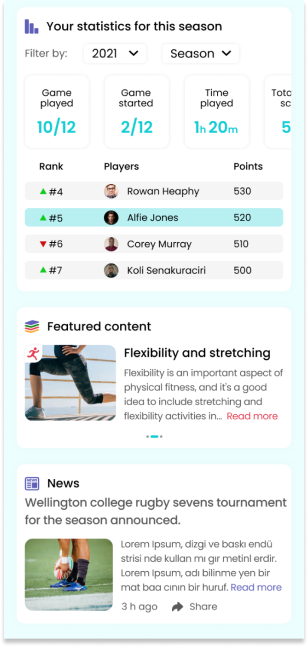 Your statistics for this season
Filter by: 2021 Season
Game played
10/12
Game started
2/12
Time played
1h 20m
Tota
sc
5
Rank Players Points
#4 Rowan Heaphy 530
#5 Alfie Jones 520
#6 Corey Murray 510
#7 Koli Senakuraciri 500
Featured content
Flexibility and stretching
Flexibility is an important aspect of
physical fitness, and it's a good
idea to include stretching and
flexibility activities in... Read more
News
Wellington college rugby sevens tournament
for the season announced.
Lorem Ipsum, dizgi ve baskı endü
strisi nde kullan mı gır metinl erdir.
Lorem Ipsum, adı bilinme yen bir
mat baa cının bir huruf. Read more
3 h ago Share